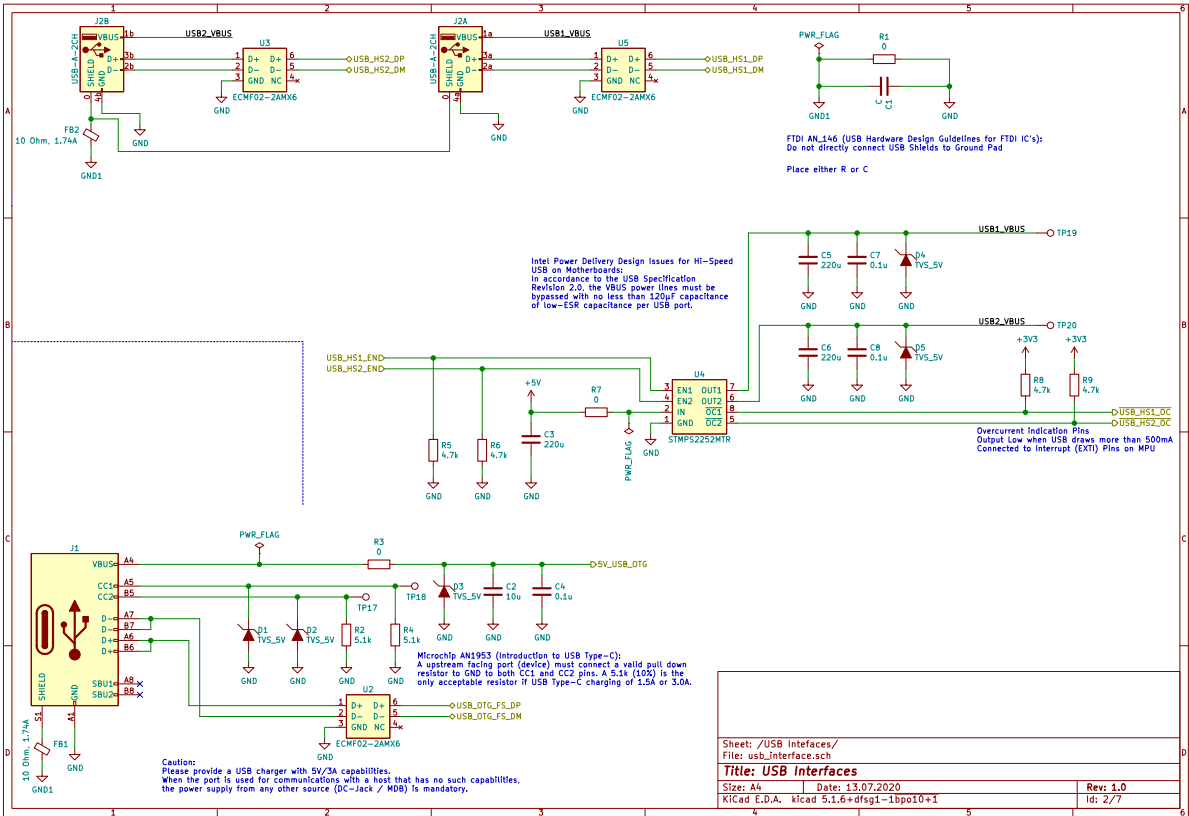 1 2 3 4 5 6
J2B
VBUS 1b
D+ 3b
D- 2b
USB-A-2CH
SHIELD
GND
0
4b
USB2_VBUS
U3
1 D+ D+ 6
2 D- D- 5
3 GND NC 4
ECMF02-2AMX6
GND
USB_HS2_DP
USB_HS2_DM
FB2
10 Ohm, 1.74A
GND
GND1
J2A
VBUS 1a
D+ 3a
D- 2a
USB-A-2CH
SHIELD
GND
0
4a
USB1_VBUS
U5
1 D+ D+ 6
2 D- D- 5
3 GND NC 4
ECMF02-2AMX6
GND
USB_HS1_DP
USB_HS1_DM
GND
PWR_FLAG
R1
0
C
C1
GND1
GND
FTDI AN_146 (USB Hardware Design Guidelines for FTDI IC's):
Do not directly connect USB Shields to Ground Pad
Place either R or C
A
A
Intel Power Delivery Design Issues for Hi-Speed
USB on Motherboards:
In accordance to the USB Specification
Revision 2.0, the VBUS power lines must be
bypassed with no less than 120µF capacitance
of low-ESR capacitance per USB port.
USB1_VBUS
TP19
C5
220u
C7
0.1u
D4
TVS_5V
GND
GND
GND
USB2_VBUS
TP20
C6
220u
C8
0.1u
D5
TVS_5V
GND
GND
GND
+3V3
+3V3
R8
4.7k
R9
4.7k
B
B
USB_HS1_EN
USB_HS2_EN
+5V
R7
0
U4
3 EN1 OUT1 7
4 EN2 OUT2 6
2 IN OC1 8
1 GND OC2 5
STMPS2252MTR
USB_HS1_OC
USB_HS2_OC
R5
4.7k
R6
4.7k
C3
220u
PWR_FLAG
GND
GND
GND
GND
Overcurrent indication Pins
Output Low when USB draws more than 500mA
Connected to Interrupt (EXTI) Pins on MPU
C
C
J1
VBUS A4
CC1 A5
CC2 B5
D- A7
D- B7
D+ A6
D+ B6
SBU1 A8
SBU2 B8
SHIELD
GND
S1
A1
PWR_FLAG
R3
0
5V_USB_OTG
TP18
TP17
D3
TVS_5V
C2
10u
C4
0.1u
D1
TVS_5V
D2
TVS_5V
R2
5.1k
R4
5.1k
GND
GND
GND
GND
GND
GND
GND
Microchip AN1953 (Introduction to USB Type-C):
A upstream facing port (device) must connect a valid pull down
resistor to GND to both CC1 and CC2 pins. A 5.1k (10%) is the
only acceptable resistor if USB Type-C charging of 1.5A or 3.0A.
U2
1 D+ D+ 6
2 D- D- 5
3 GND NC 4
ECMF02-2AMX6
GND
USB_OTG_FS_DP
USB_OTG_FS_DM
10 Ohm, 1.74A
FB1
GND
GND1
Caution:
Please provide a USB charger with 5V/3A capabilities.
When the port is used for communications with a host that has no such capabilities,
the power supply from any other source (DC-Jack / MDB) is mandatory.
D
D
Sheet: /USB Intefaces/
File: usb_interface.sch
Title: USB Interfaces
Size: A4 Date: 13.07.2020 Rev: 1.0
KiCad E.D.A. kicad 5.1.6+dfsg1-1bpo10+1 Id: 2/7
1 2 3 4 5 6